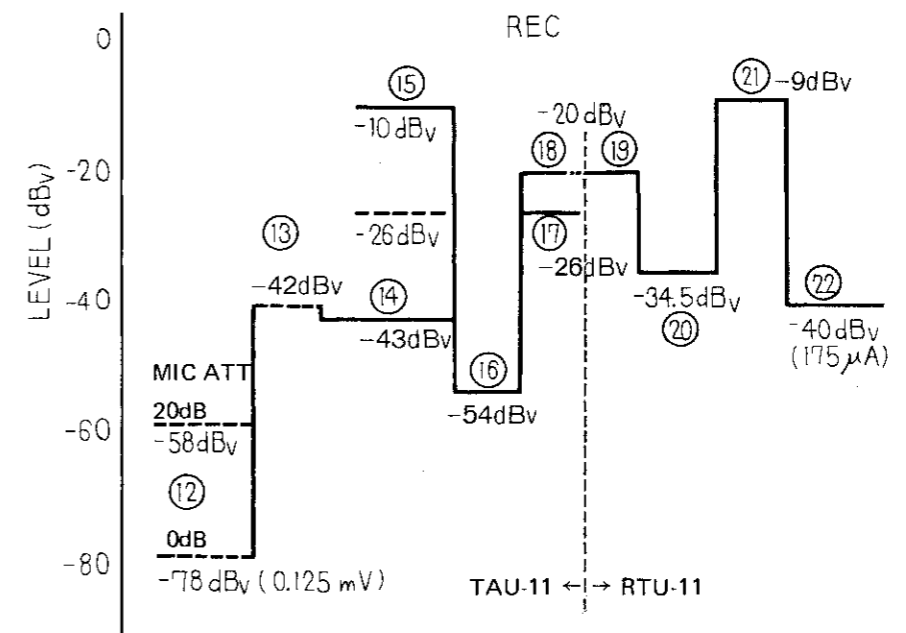 REC
0
⑮
-10dBv
㉑ -9dBv
-20dBv
⑱
⑲
-20
LEVEL (dBv)
⑬
-26dBv
⑰
-26dBv
-42dBv
⑭
-43dBv
-40
-34.5dBv
⑳
㉒
-40dBv
(175μA)
MIC ATT
20dB
-58dBv
⑯
-54dBv
-60
⑫
0dB
-80
-78dBv (0.125 mV)
TAU-11 ← → RTU-11